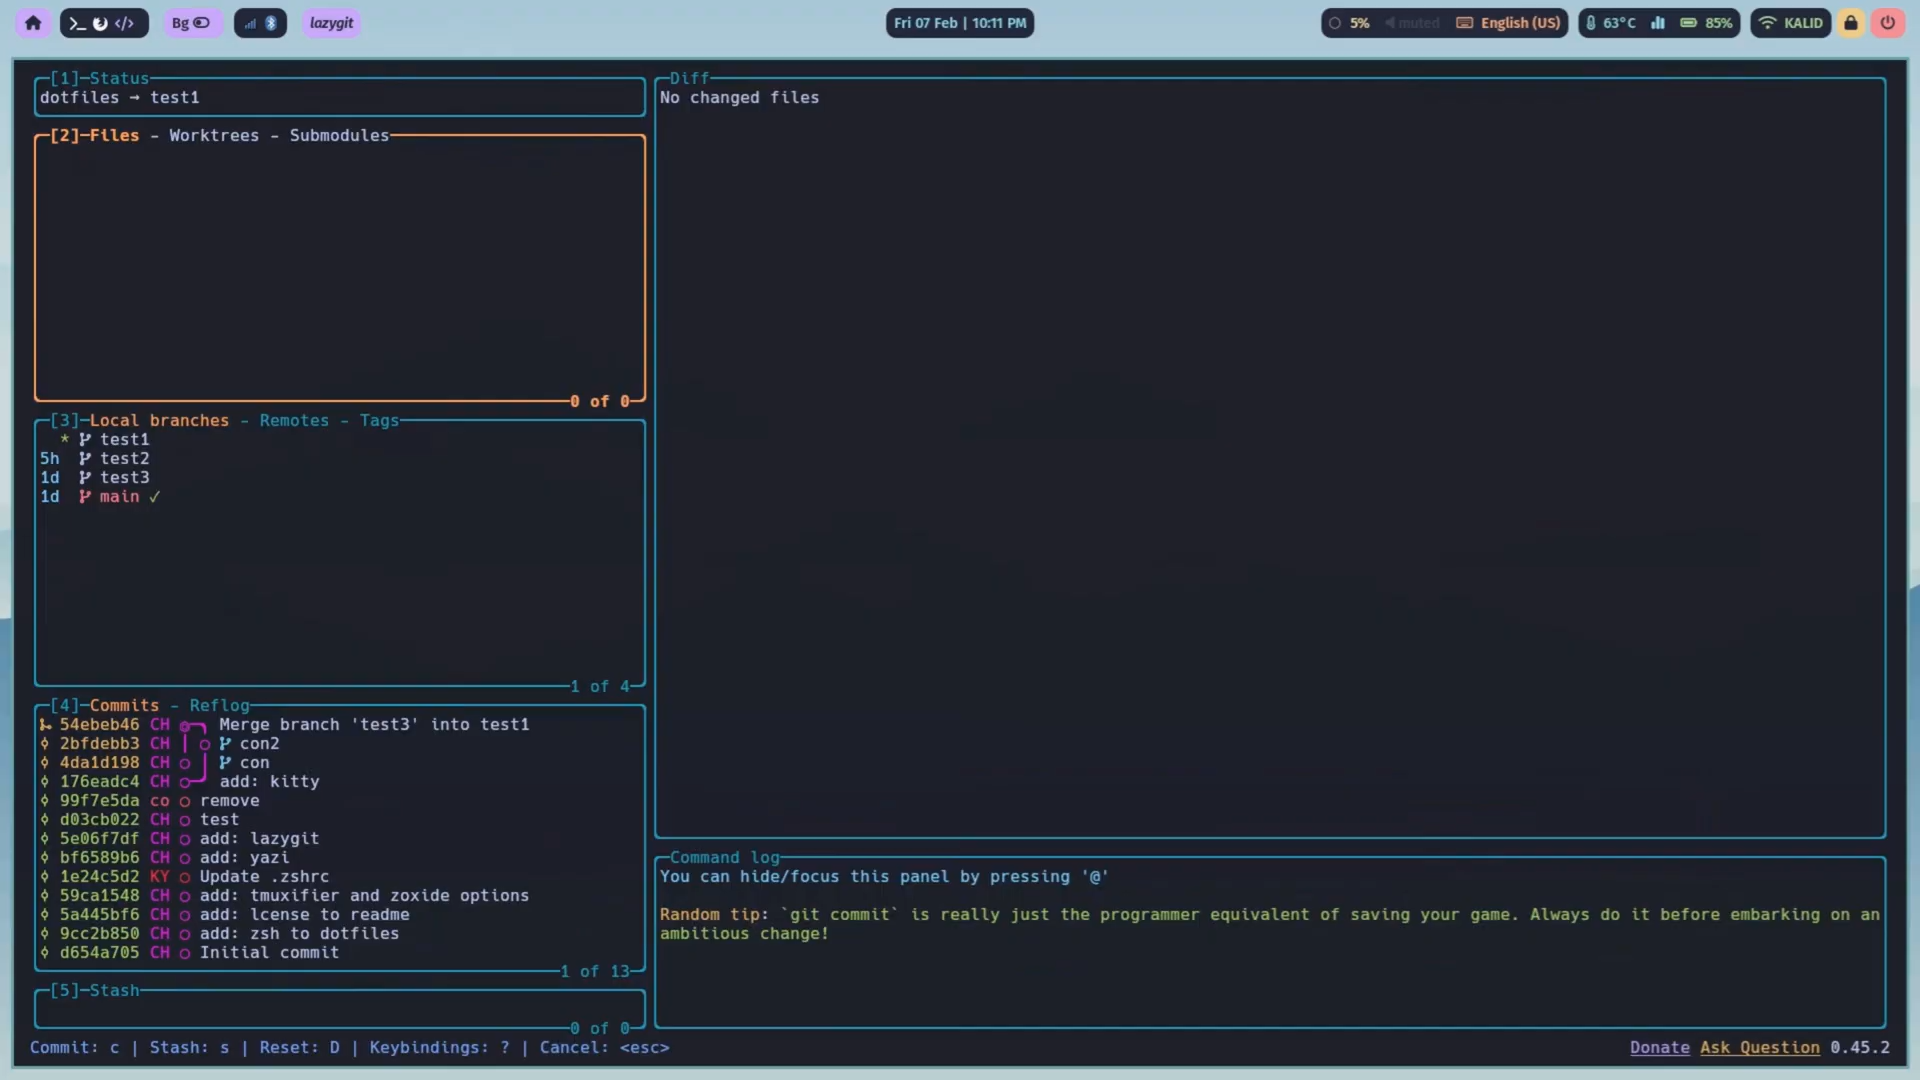 Bg
lazygit
Fri 07 Feb | 10:11 PM
5% muted English (US)
63°C 85%
KALID
[1]─Status
dotfiles → test1
[2]─Files - Worktrees - Submodules
0 of 0
[3]─Local branches - Remotes - Tags
* test1
5h test2
1d test3
1d main ✓
1 of 4
[4]─Commits - Reflog
54ebeb46 CH Merge branch 'test3' into test1
2bfdebb3 CH con2
4da1d198 CH con
176eadc4 CH add: kitty
99f7e5da co remove
d03cb022 CH test
5e06f7df CH add: lazygit
bf6589b6 CH add: yazi
1e24c5d2 KY Update .zshrc
59ca1548 CH add: tmuxifier and zoxide options
5a445bf6 CH add: lcense to readme
9cc2b850 CH add: zsh to dotfiles
d654a705 CH Initial commit
1 of 13
[5]─Stash
0 of 0
Diff
No changed files
Command log
You can hide/focus this panel by pressing '@'
Random tip: `git commit` is really just the programmer equivalent of saving your game. Always do it before embarking on an
ambitious change!
Commit: c | Stash: s | Reset: D | Keybindings: ? | Cancel: <esc>
Donate Ask Question 0.45.2